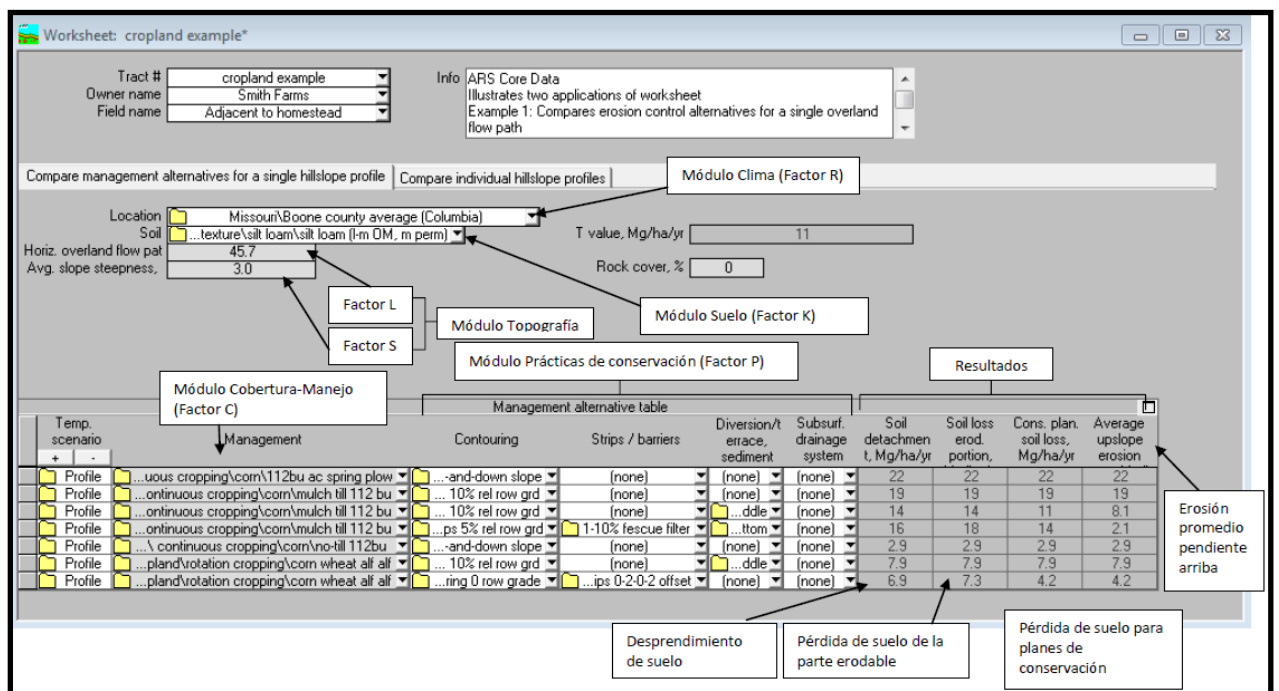 Worksheet: cropland example*
Tract # cropland example
Owner name Smith Farms
Field name Adjacent to homestead
Info ARS Core Data
Illustrates two applications of worksheet
Example 1: Compares erosion control alternatives for a single overland
flow path
Compare management alternatives for a single hillslope profile Compare individual hillslope profiles
Módulo Clima (Factor R)
Location Missouri\Boone county average (Columbia)
Soil ...texture\silt loam\silt loam (l-m OM, m perm)
Horiz. overland flow pat 45.7
Avg. slope steepness, 3.0
T value, Mg/ha/yr 11
Rock cover, % 0
Factor L
Factor S
Módulo Topografía
Módulo Suelo (Factor K)
Módulo Prácticas de conservación (Factor P)
Resultados
Módulo Cobertura-Manejo
(Factor C)
Management alternative table
Temp.
scenario
+ -
Management
Contouring
Strips / barriers
Diversion/t
errace,
sediment
Subsurf.
drainage
system
Soil
detachmen
t, Mg/ha/yr
Soil loss
erod.
portion,
Cons. plan.
soil loss,
Mg/ha/yr
Average
upslope
erosion
Profile ...uous cropping\corn\112bu ac spring plow ...-and-down slope (none) (none) (none) 22 22 22 22
Profile ...ontinuous cropping\corn\mulch till 112 bu ... 10% rel row grd (none) (none) (none) 19 19 19 19
Profile ...ontinuous cropping\corn\mulch till 112 bu ... 10% rel row grd (none) ...ddle (none) 14 14 11 8.1
Profile ...ontinuous cropping\corn\mulch till 112 bu ...ps 5% rel row grd 1-10% fescue filter ...ttom (none) 16 18 14 2.1
Profile ...\ continuous cropping\corn\no-till 112bu ...-and-down slope (none) (none) (none) 2.9 2.9 2.9 2.9
Profile ...pland\rotation cropping\corn wheat alf alf ... 10% rel row grd (none) ...ddle (none) 7.9 7.9 7.9 7.9
Profile ...pland\rotation cropping\corn wheat alf alf ...ring 0 row grade ...ips 0-2-0-2 offset (none) (none) 6.9 7.3 4.2 4.2
Erosión
promedio
pendiente
arriba
Desprendimiento
de suelo
Pérdida de suelo de la
parte erodable
Pérdida de suelo para
planes de
conservación